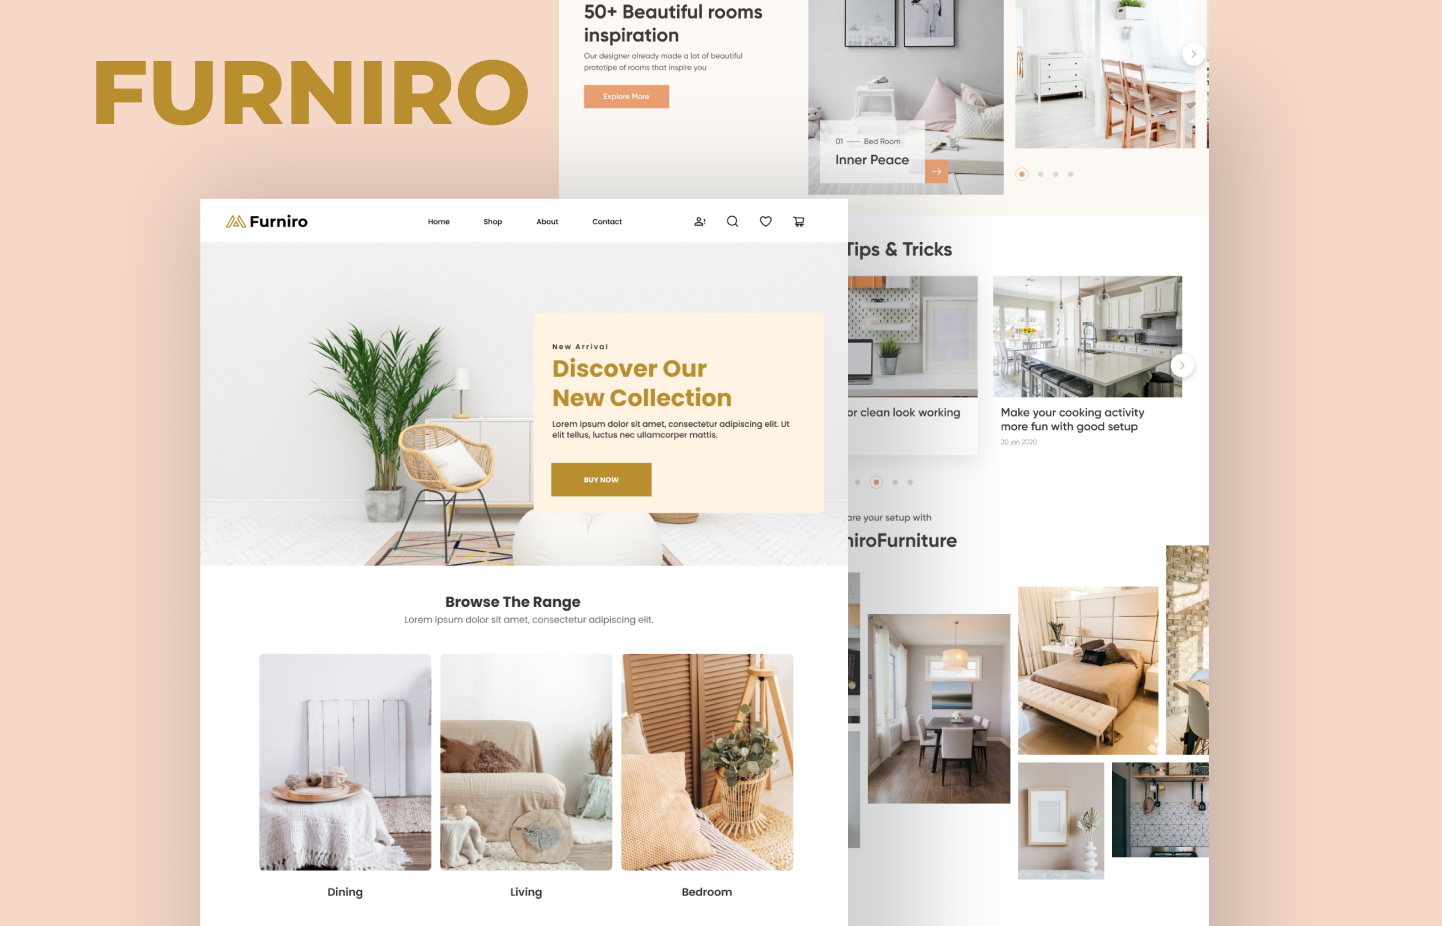 FURNIRO
50+ Beautiful rooms
inspiration
Our designer already made a lot of beautiful
prototipe of rooms that inspire you
Explore More
01 — Bed Room
Inner Peace
Furniro
Home
Shop
About
Contact
New Arrival
Discover Our
New Collection
Lorem ipsum dolor sit amet, consectetur adipiscing elit. Ut
elit tellus, luctus nec ullamcorper mattis.
BUY NOW
Browse The Range
Lorem ipsum dolor sit amet, consectetur adipiscing elit.
Dining
Living
Bedroom
Tips & Tricks
or clean look working
Make your cooking activity
more fun with good setup
20 jan 2020
are your setup with
niroFurniture